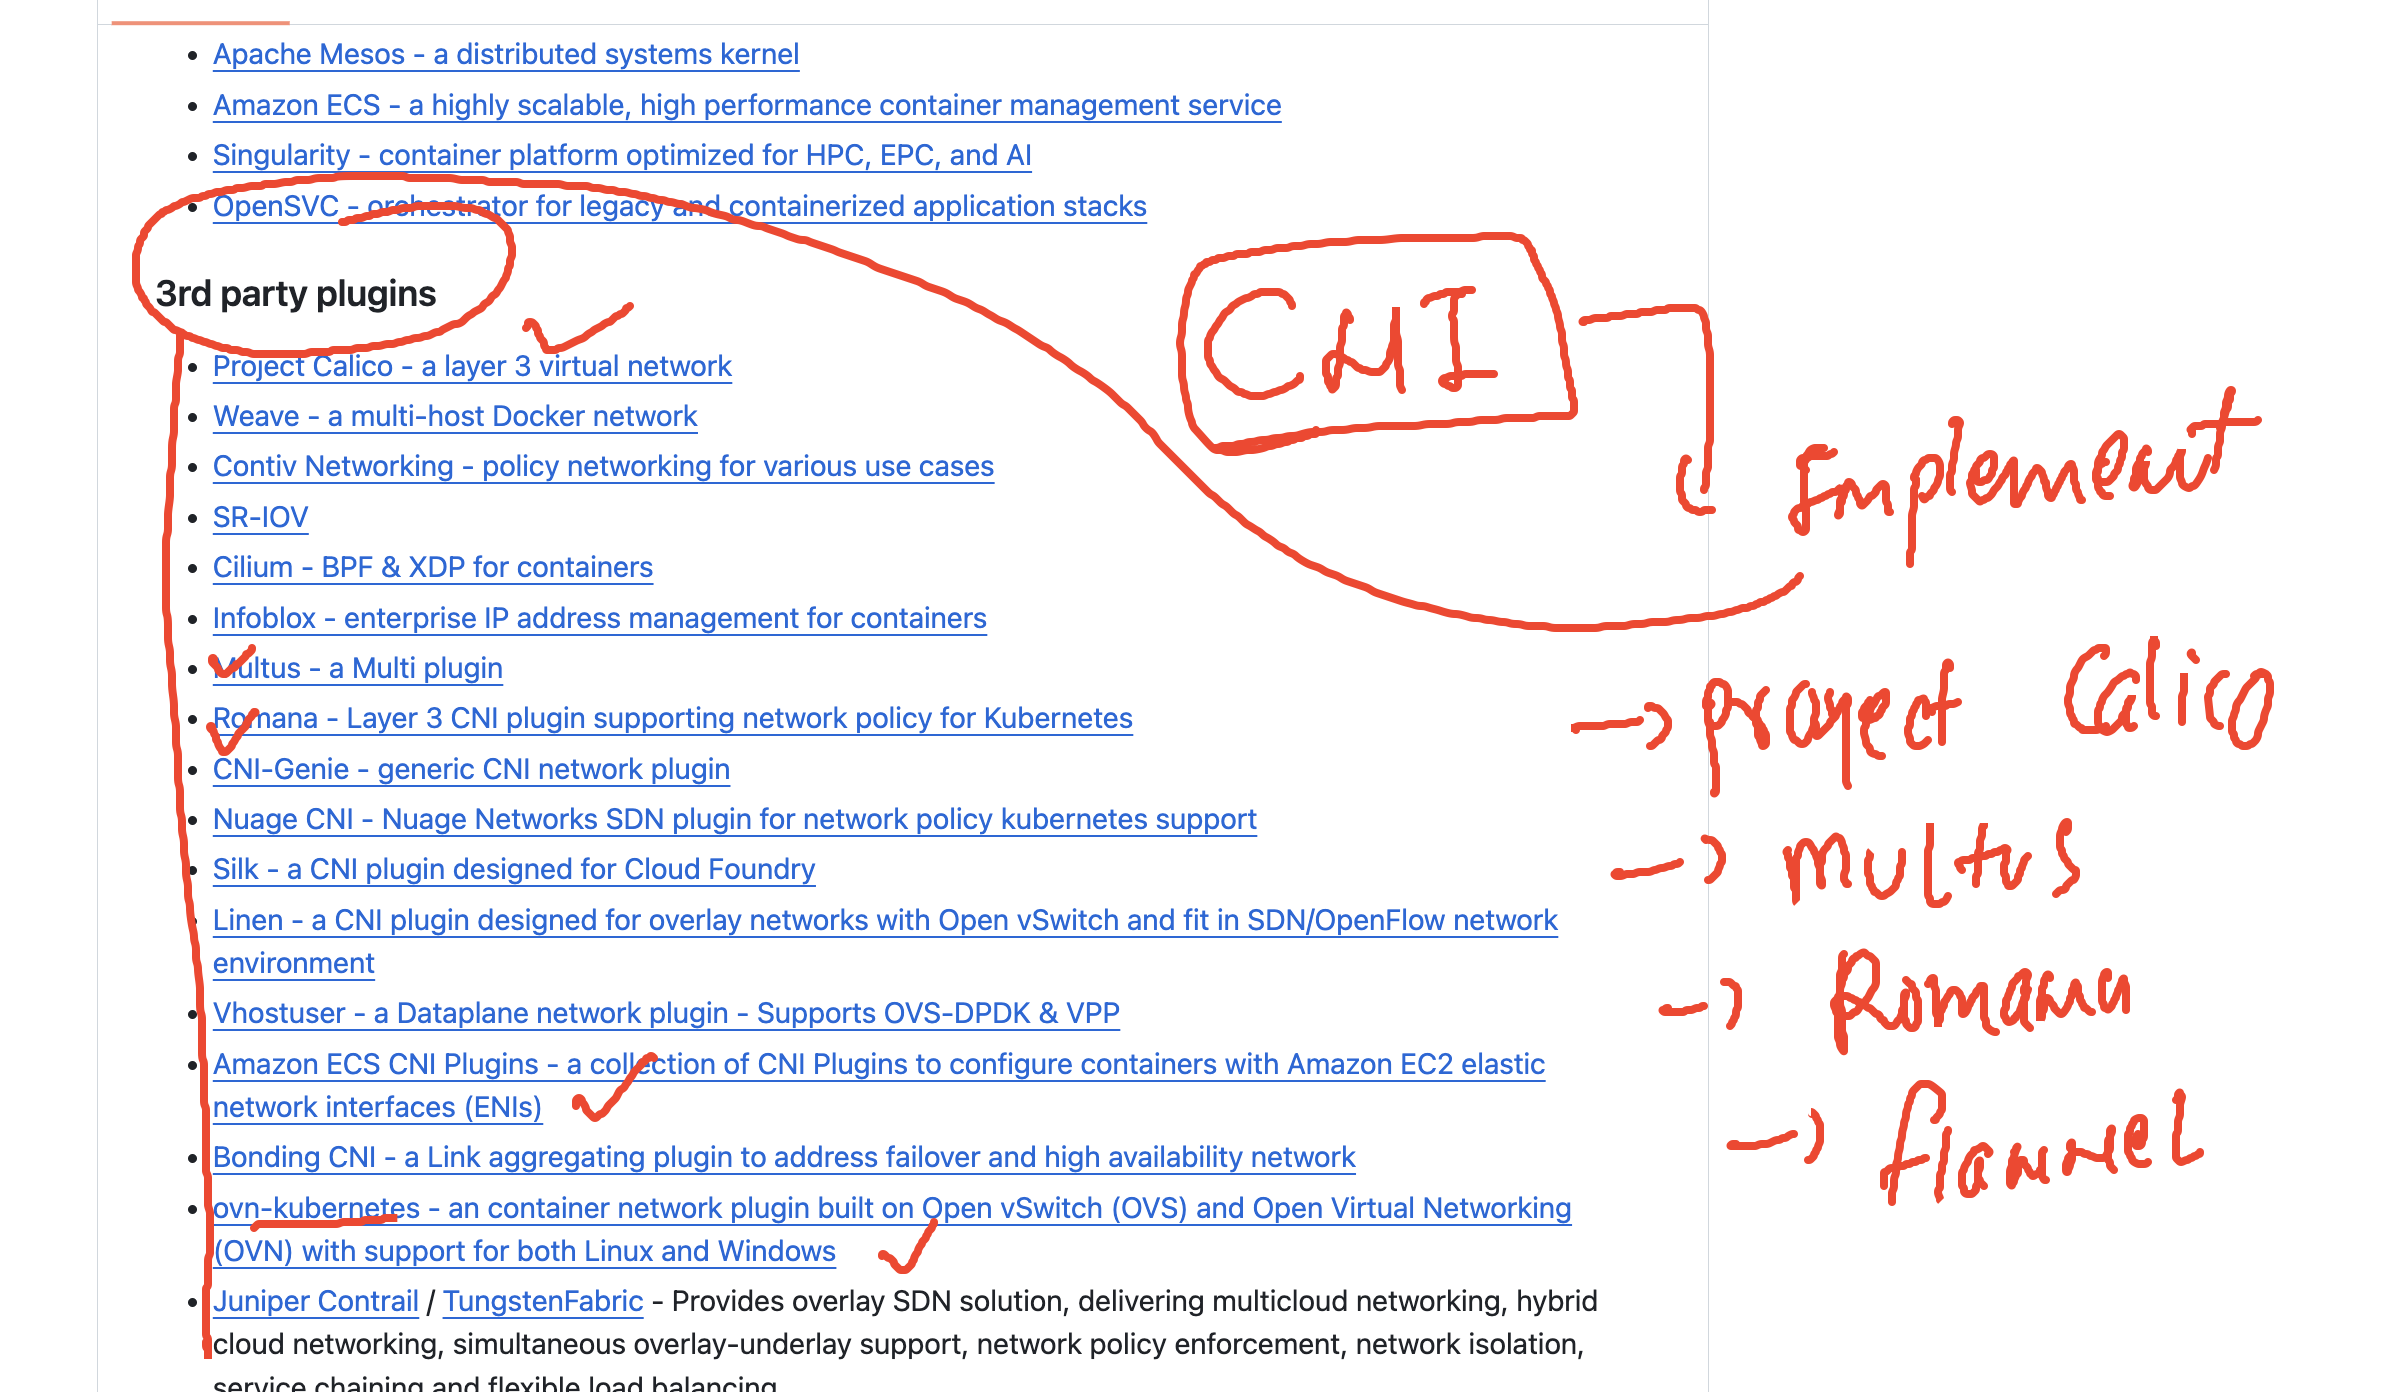 Apache Mesos - a distributed systems kernel
Amazon ECS - a highly scalable, high performance container management service
Singularity - container platform optimized for HPC, EPC, and AI
OpenSVC - orchestrator for legacy and containerized application stacks
3rd party plugins
Project Calico - a layer 3 virtual network
Weave - a multi-host Docker network
Contiv Networking - policy networking for various use cases
SR-IOV
Cilium - BPF & XDP for containers
Infoblox - enterprise IP address management for containers
Multus - a Multi plugin
Romana - Layer 3 CNI plugin supporting network policy for Kubernetes
CNI-Genie - generic CNI network plugin
Nuage CNI - Nuage Networks SDN plugin for network policy kubernetes support
Silk - a CNI plugin designed for Cloud Foundry
Linen - a CNI plugin designed for overlay networks with Open vSwitch and fit in SDN/OpenFlow network
environment
Vhostuser - a Dataplane network plugin - Supports OVS-DPDK & VPP
Amazon ECS CNI Plugins - a collection of CNI Plugins to configure containers with Amazon EC2 elastic
network interfaces (ENIs)
Bonding CNI - a Link aggregating plugin to address failover and high availability network
ovn-kubernetes - an container network plugin built on Open vSwitch (OVS) and Open Virtual Networking
(OVN) with support for both Linux and Windows
Juniper Contrail / TungstenFabric - Provides overlay SDN solution, delivering multicloud networking, hybrid
cloud networking, simultaneous overlay-underlay support, network policy enforcement, network isolation,
service chaining and flexible load balancing
CNI
Implement
Project Calico
Multus
Romana
flannel